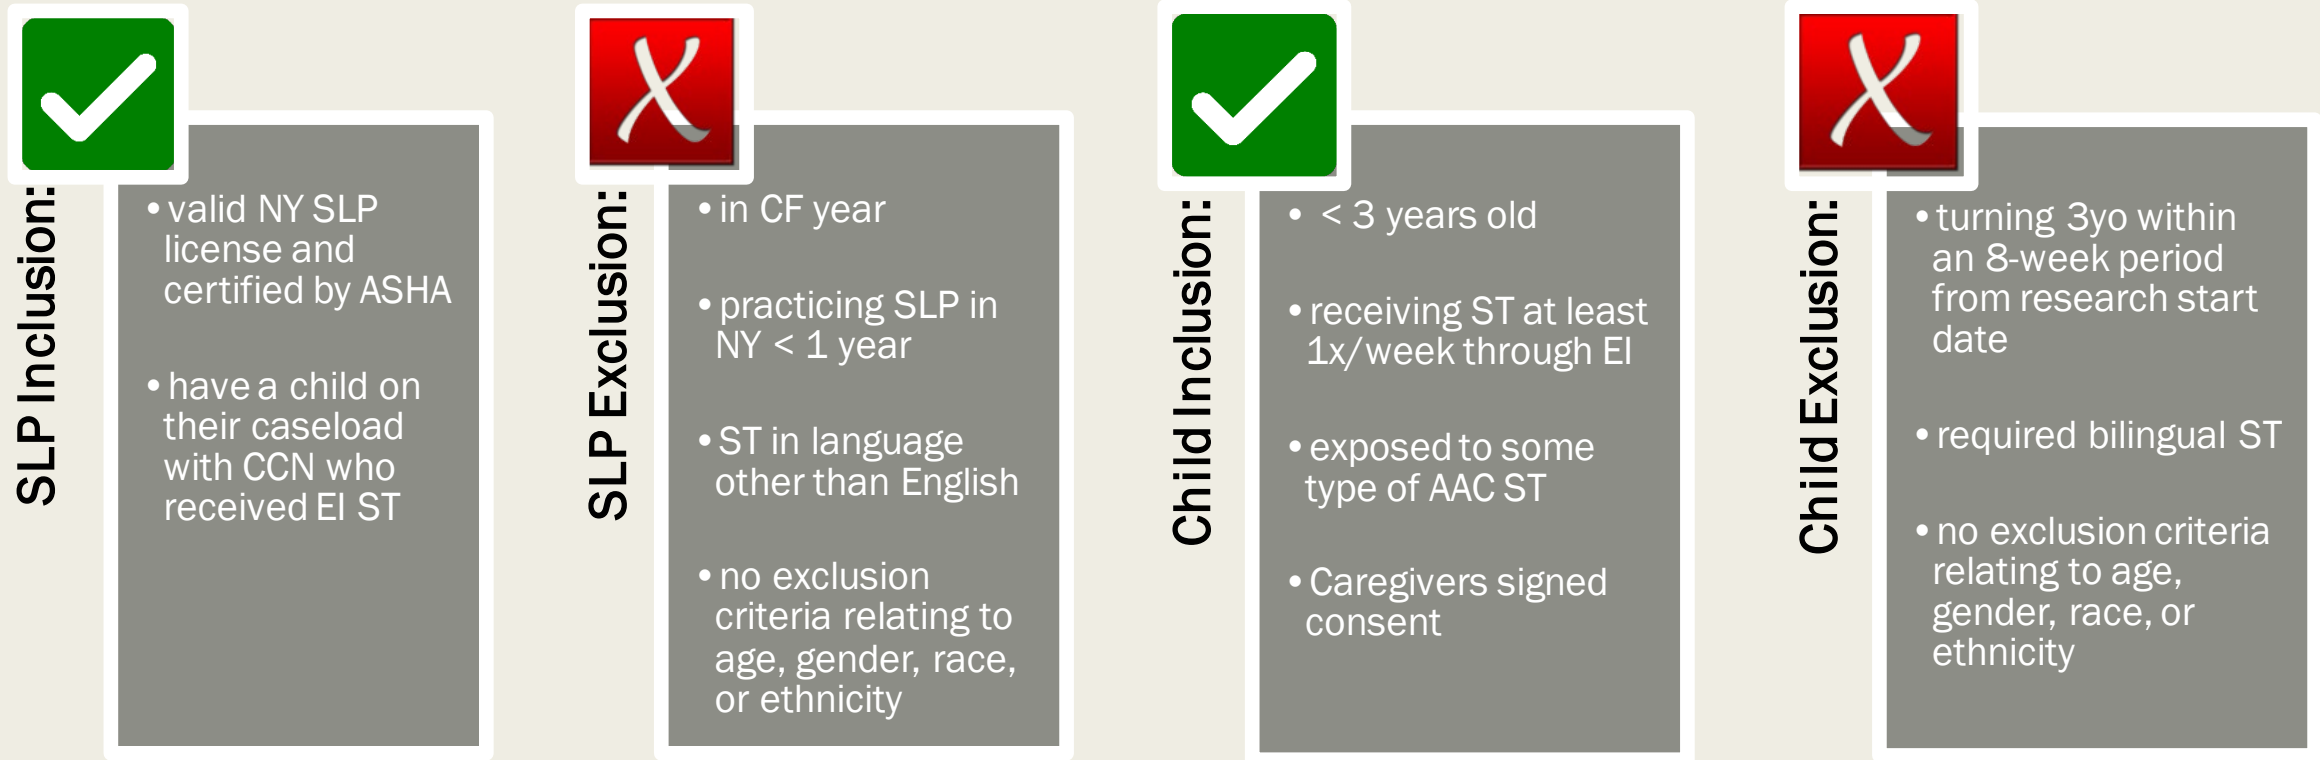 SLP Inclusion:
• valid NY SLP
license and
certified by ASHA
• have a child on
their caseload
with CCN who
received EI ST
SLP Exclusion:
• in CF year
• practicing SLP in
NY < 1 year
• ST in language
other than English
• no exclusion
criteria relating to
age, gender, race,
or ethnicity
Child Inclusion:
• < 3 years old
• receiving ST at least
1x/week through EI
• exposed to some
type of AAC ST
• Caregivers signed
consent
Child Exclusion:
• turning 3yo within
an 8-week period
from research start
date
• required bilingual ST
• no exclusion criteria
relating to age,
gender, race, or
ethnicity